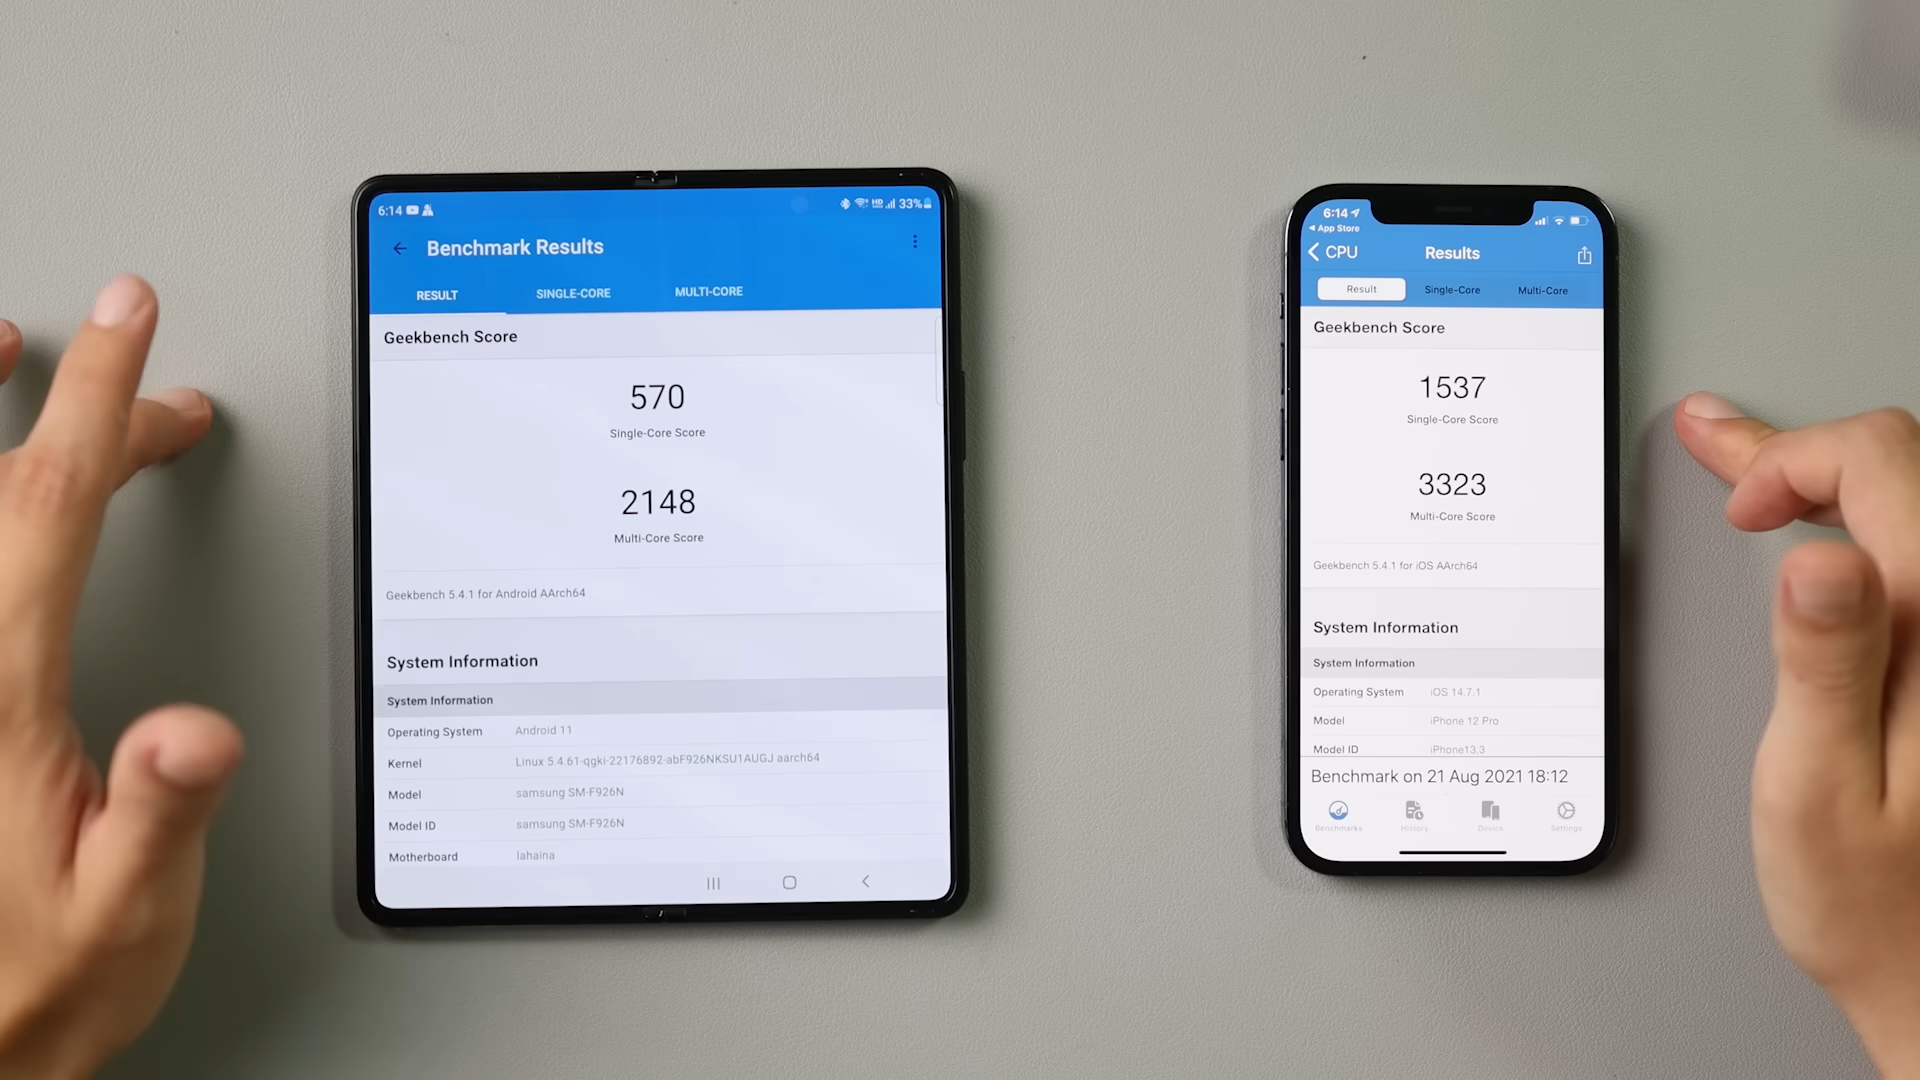 6:14
HD
33%
Benchmark Results
RESULT
SINGLE-CORE
MULTI-CORE
Geekbench Score
570
Single-Core Score
2148
Multi-Core Score
Geekbench 5.4.1 for Android AArch64
System Information
System Information
Operating System Android 11
Kernel Linux 5.4.61-qgki-22176892-abF926NKSU1AUGJ aarch64
Model samsung SM-F926N
Model ID samsung SM-F926N
Motherboard lahaina
6:14
App Store
CPU
Results
Result
Single-Core
Multi-Core
Geekbench Score
1537
Single-Core Score
3323
Multi-Core Score
Geekbench 5.4.1 for iOS AArch64
System Information
System Information
Operating System iOS 14.7.1
Model iPhone 12 Pro
Model ID iPhone13,3
Benchmark on 21 Aug 2021 18:12
Benchmarks
History
Device
Settings